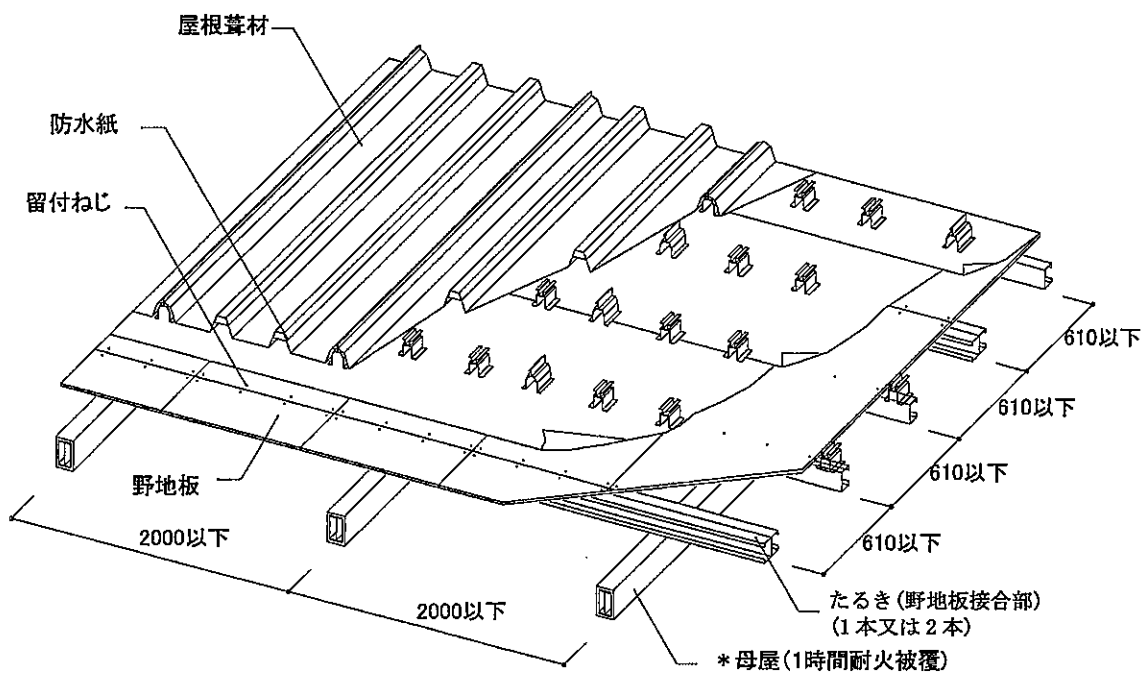 屋根葺材
防水紙
留付ねじ
野地板
2000以下
2000以下
610以下
610以下
610以下
610以下
たるき(野地板接合部)
(1本又は2本)
*母屋(1時間耐火被覆)